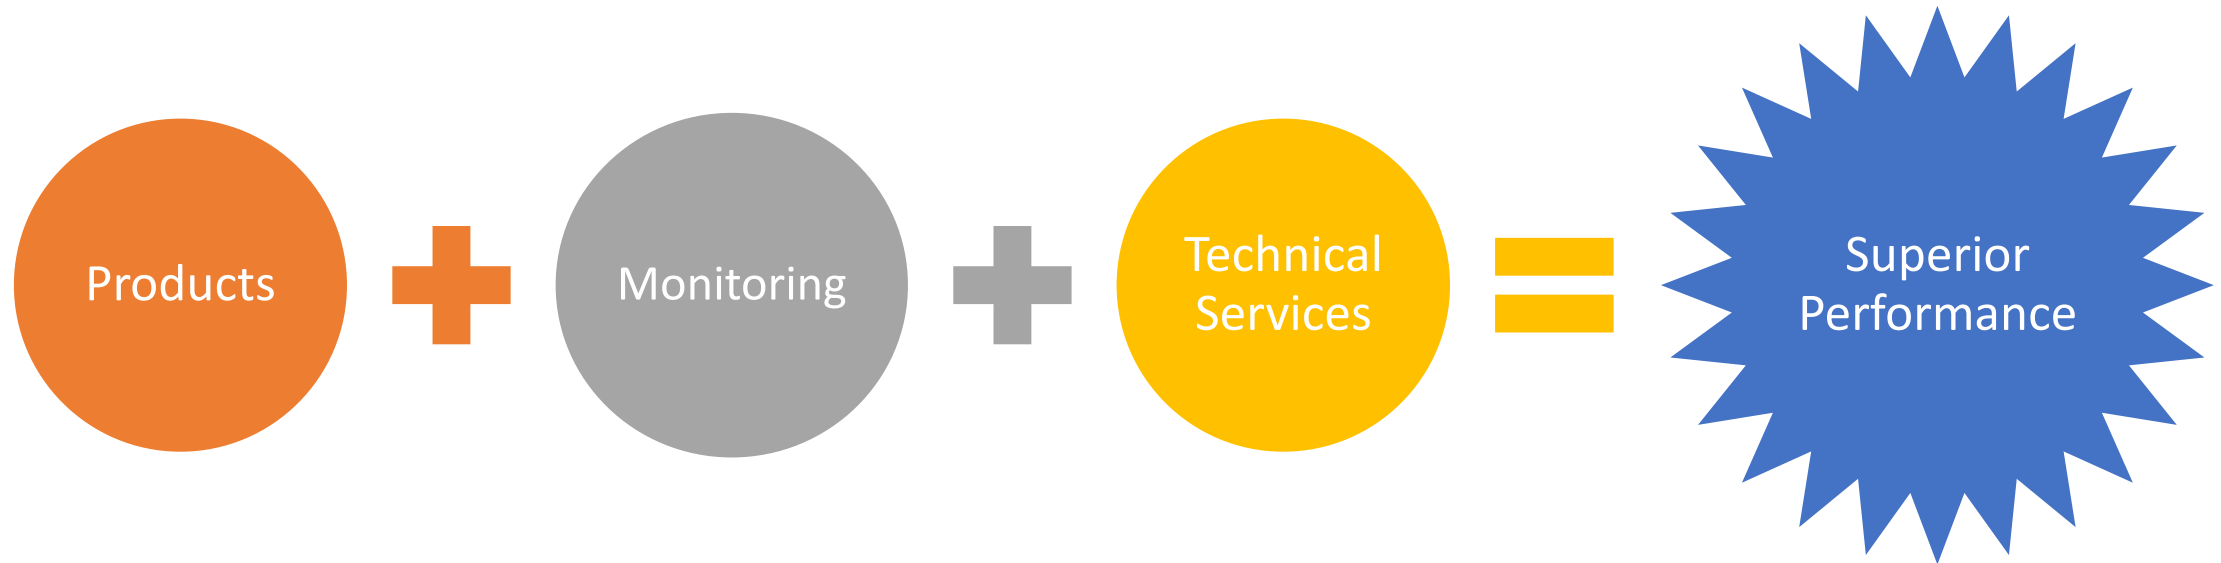 Products
Monitoring
Technical
Services
Superior
Performance